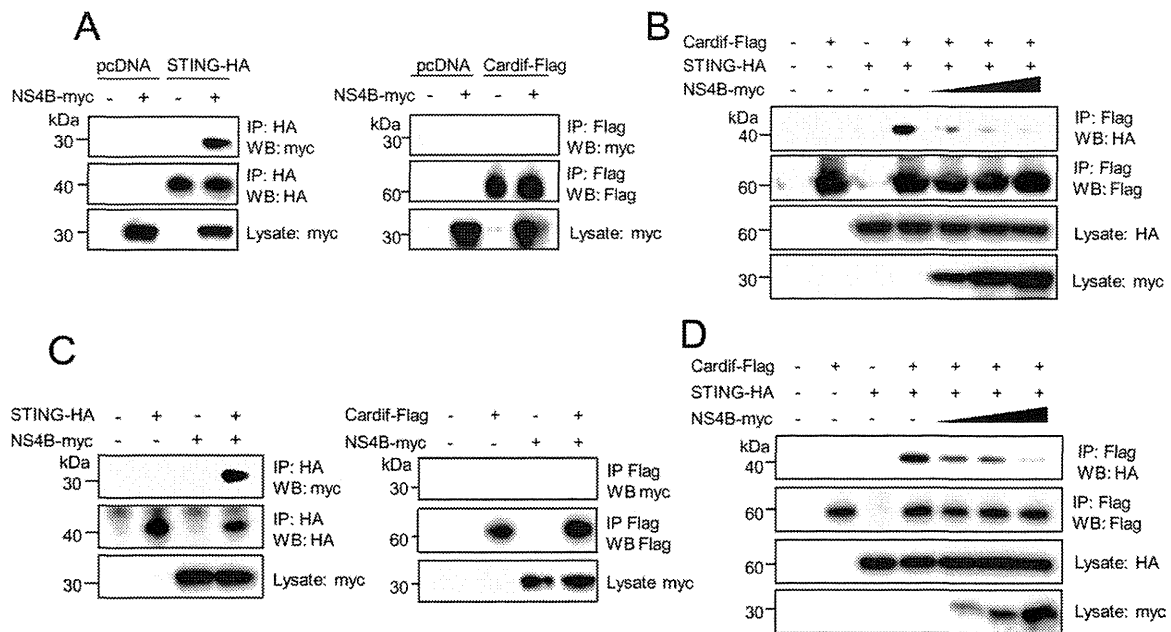 A
pcDNA STING-HA
NS4B-myc - + - +
kDa
30
IP: HA
WB: myc
40
IP: HA
WB: HA
30
Lysate: myc
pcDNA Cardif-Flag
NS4B-myc - + - +
kDa
30
IP: Flag
WB: myc
60
IP: Flag
WB: Flag
30
Lysate: myc
B
Cardif-Flag - + - + + + +
STING-HA - - + + + + +
NS4B-myc
kDa
40
IP: Flag
WB: HA
60
IP: Flag
WB: Flag
60
Lysate: HA
30
Lysate: myc
C
STING-HA - + - +
NS4B-myc - - + +
kDa
30
IP: HA
WB: myc
40
IP: HA
WB: HA
30
Lysate: myc
Cardif-Flag - + - +
NS4B-myc - - + +
kDa
30
IP Flag
WB myc
60
IP Flag
WB Flag
30
Lysate myc
D
Cardif-Flag - + - + + + +
STING-HA - - + + + + +
NS4B-myc
kDa
40
IP: Flag
WB: HA
60
IP: Flag
WB: Flag
60
Lysate: HA
30
Lysate: myc